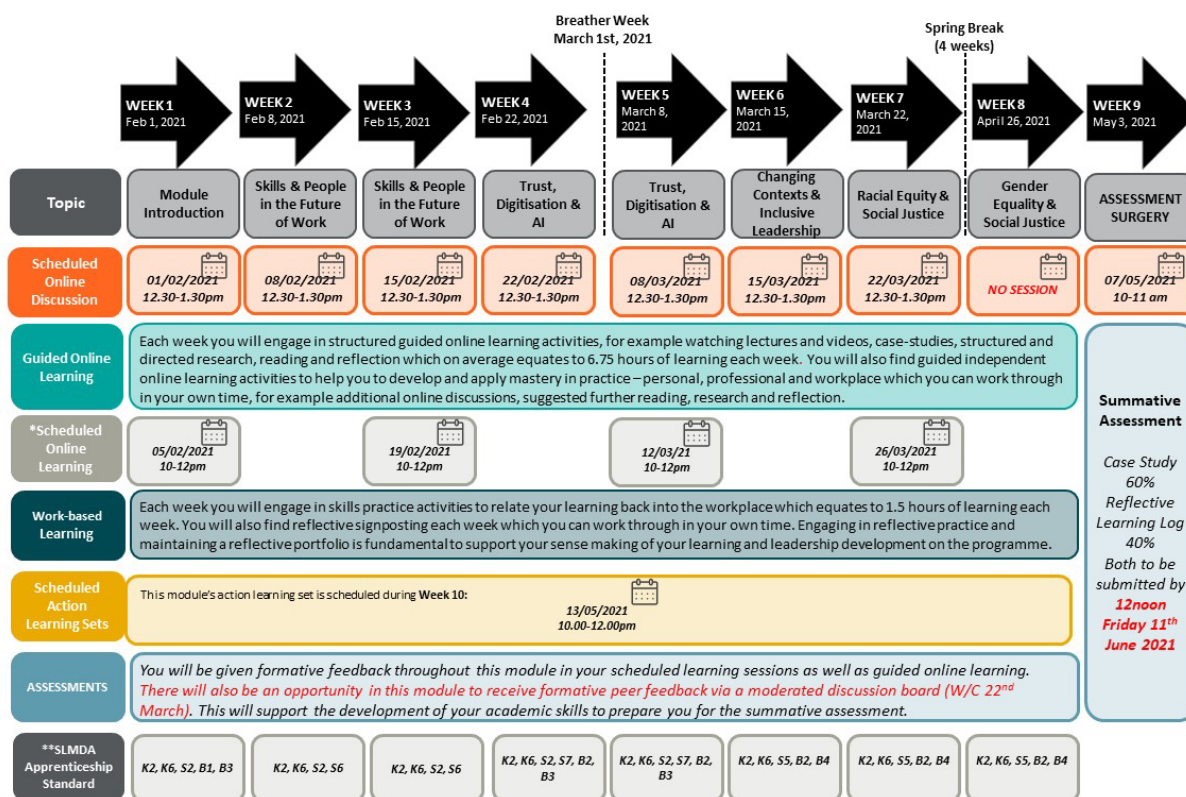 Breather Week
March 1st, 2021
Spring Break
(4 weeks)
WEEK 1
Feb 1, 2021
WEEK 2
Feb 8, 2021
WEEK 3
Feb 15, 2021
WEEK 4
Feb 22, 2021
WEEK 5
March 8,
2021
WEEK 6
March 15,
2021
WEEK 7
March 22,
2021
WEEK 8
April 26, 2021
WEEK 9
May 3, 2021
Topic
Module
Introduction
Skills & People
in the Future
of Work
Skills & People
in the Future
of Work
Trust,
Digitisation &
AI
Trust,
Digitisation &
AI
Changing
Contexts &
Inclusive
Leadership
Racial Equity &
Social Justice
Gender
Equality &
Social Justice
ASSESSMENT
SURGERY
Scheduled
Online
Discussion
01/02/2021
12.30-1.30pm
08/02/2021
12.30-1.30pm
15/02/2021
12.30-1.30pm
22/02/2021
12.30-1.30pm
08/03/2021
12.30-1.30pm
15/03/2021
12.30-1.30pm
22/03/2021
12.30-1.30pm
NO SESSION
07/05/2021
10-11 am
Guided Online
Learning
Each week you will engage in structured guided online learning activities, for example watching lectures and videos, case-studies, structured and
directed research, reading and reflection which on average equates to 6.75 hours of learning each week. You will also find guided independent
online learning activities to help you to develop and apply mastery in practice – personal, professional and workplace which you can work through
in your own time, for example additional online discussions, suggested further reading, research and reflection.
*Scheduled
Online
Learning
05/02/2021
10-12pm
19/02/2021
10-12pm
12/03/21
10-12pm
26/03/2021
10-12pm
Work-based
Learning
Each week you will engage in skills practice activities to relate your learning back into the workplace which equates to 1.5 hours of learning each
week. You will also find reflective signposting each week which you can work through in your own time. Engaging in reflective practice and
maintaining a reflective portfolio is fundamental to support your sense making of your learning and leadership development on the programme.
Scheduled
Action
Learning Sets
This module's action learning set is scheduled during Week 10:
13/05/2021
10.00-12.00pm
ASSESSMENTS
You will be given formative feedback throughout this module in your scheduled learning sessions as well as guided online learning.
There will also be an opportunity in this module to receive formative peer feedback via a moderated discussion board (W/C 22nd
March). This will support the development of your academic skills to prepare you for the summative assessment.
Summative
Assessment
Case Study
60%
Reflective
Learning Log
40%
Both to be
submitted by
12noon
Friday 11th
June 2021
**SLMDA
Apprenticeship
Standard
K2, K6, S2, B1, B3
K2, K6, S2, S6
K2, K6, S2, S6
K2, K6, S2, S7, B2,
B3
K2, K6, S2, S7, B2,
B3
K2, K6, S5, B2, B4
K2, K6, S5, B2, B4
K2, K6, S5, B2, B4